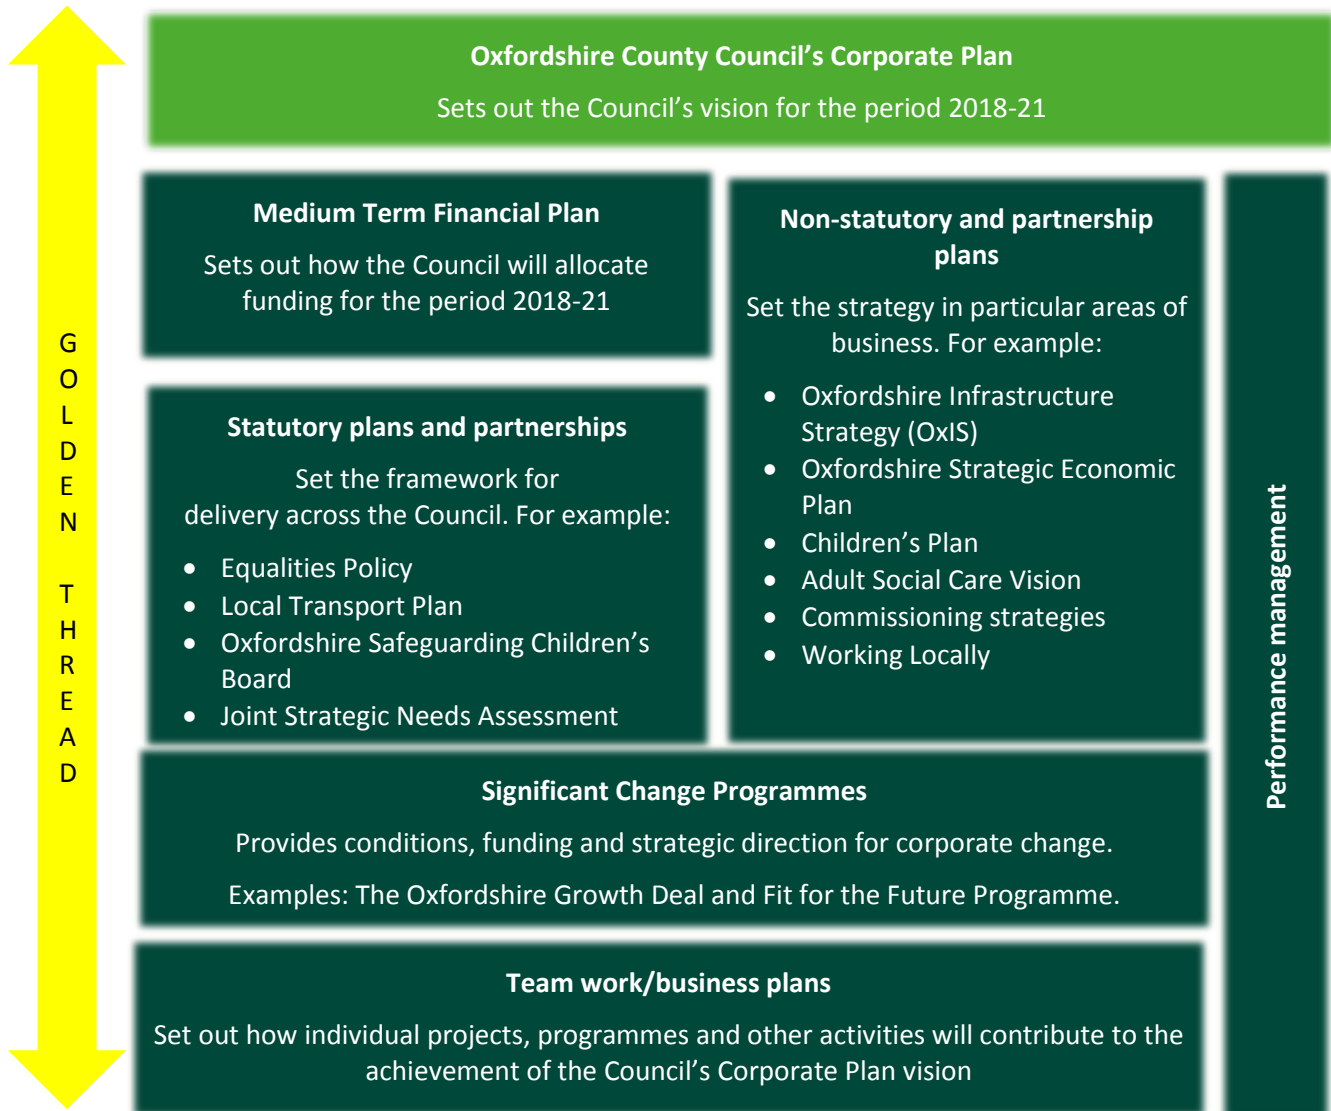 Oxfordshire County Council’s Corporate Plan
Sets out the Council’s vision for the period 2018-21
GOLDEN THREAD
Medium Term Financial Plan
Sets out how the Council will allocate
funding for the period 2018-21
Statutory plans and partnerships
Set the framework for
delivery across the Council. For example:
• Equalities Policy
• Local Transport Plan
• Oxfordshire Safeguarding Children’s
Board
• Joint Strategic Needs Assessment
Non-statutory and partnership
plans
Set the strategy in particular areas of
business. For example:
• Oxfordshire Infrastructure
Strategy (OxIS)
• Oxfordshire Strategic Economic
Plan
• Children’s Plan
• Adult Social Care Vision
• Commissioning strategies
• Working Locally
Performance management
Significant Change Programmes
Provides conditions, funding and strategic direction for corporate change.
Examples: The Oxfordshire Growth Deal and Fit for the Future Programme.
Team work/business plans
Set out how individual projects, programmes and other activities will contribute to the
achievement of the Council’s Corporate Plan vision